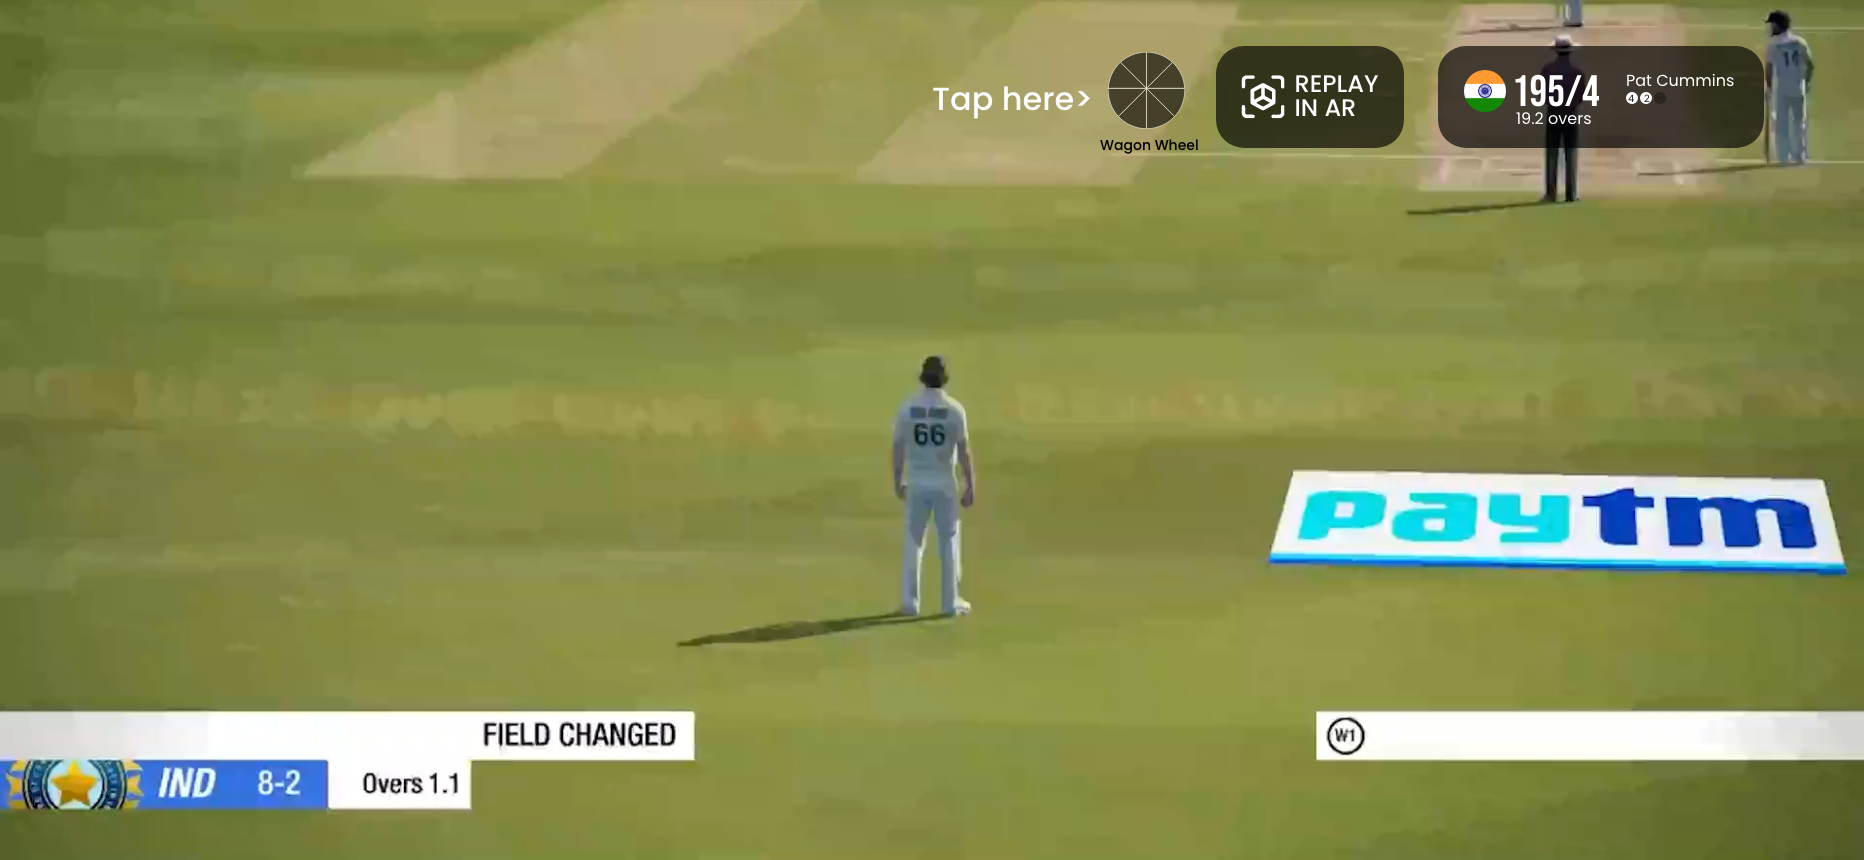 Tap here>
Wagon Wheel
REPLAY
IN AR
195/4
19.2 overs
Pat Cummins
4 2
14
66
paytm
FIELD CHANGED
W1
IND 8-2 Overs 1.1